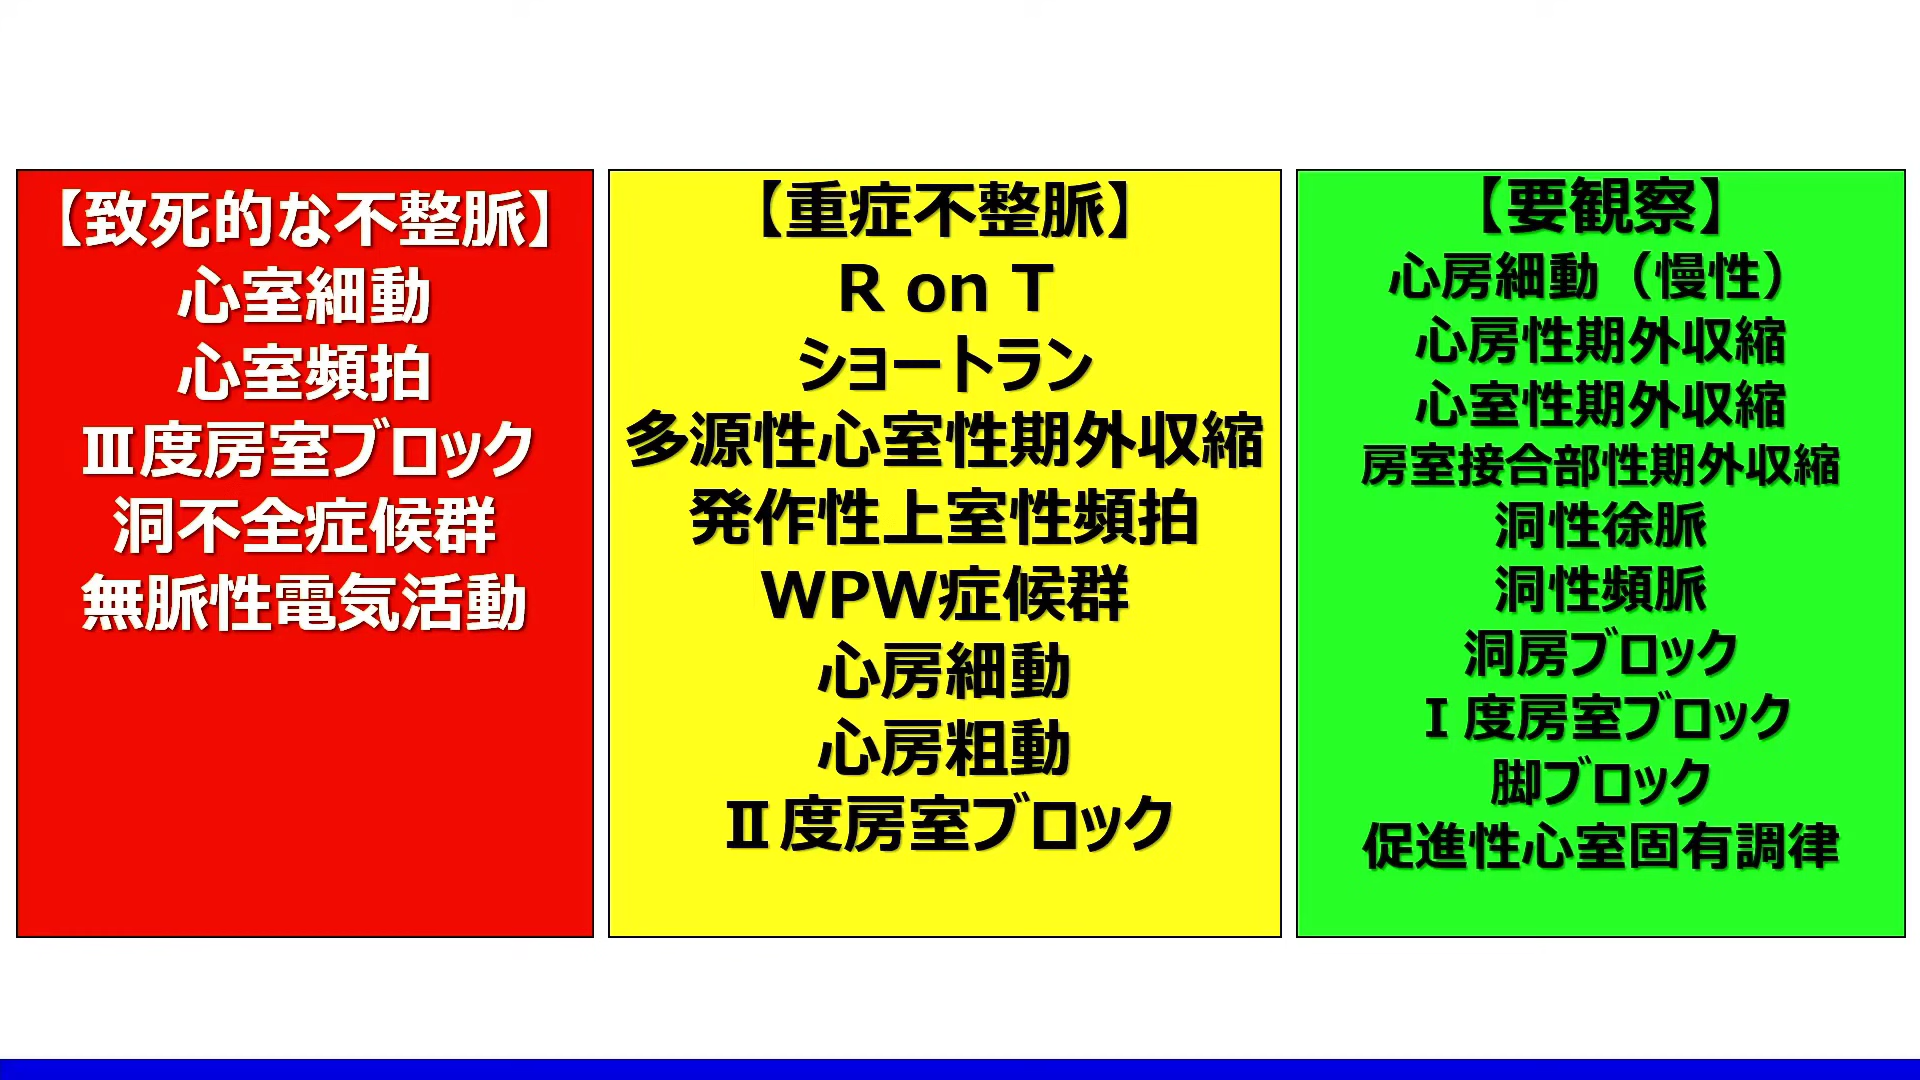 【致死的な不整脈】
心室細動
心室頻拍
Ⅲ度房室ブロック
洞不全症候群
無脈性電気活動
【重症不整脈】
R on T
ショートラン
多源性心室性期外収縮
発作性上室性頻拍
WPW症候群
心房細動
心房粗動
Ⅱ度房室ブロック
【要観察】
心房細動（慢性）
心房性期外収縮
心室性期外収縮
房室接合部性期外収縮
洞性徐脈
洞性頻脈
洞房ブロック
Ⅰ度房室ブロック
脚ブロック
促進性心室固有調律